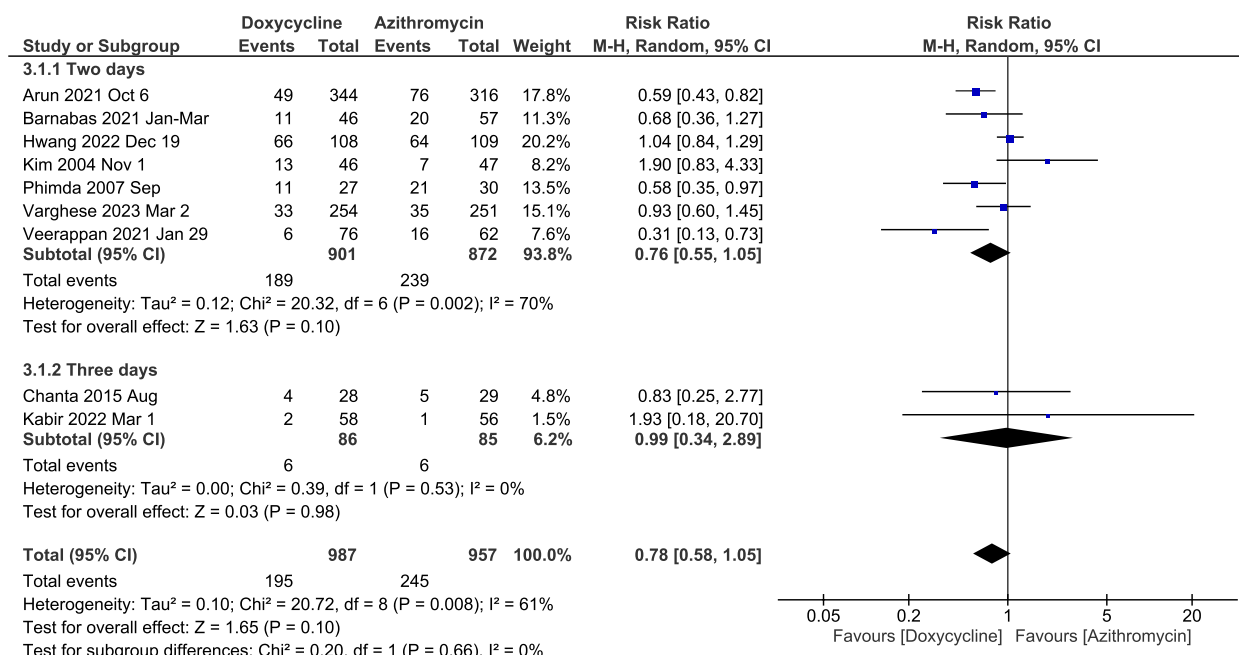 Doxycycline Azithromycin Risk Ratio Risk Ratio
Study or Subgroup Events Total Events Total Weight M-H, Random, 95% CI M-H, Random, 95% CI
3.1.1 Two days
Arun 2021 Oct 6 49 344 76 316 17.8% 0.59 [0.43, 0.82]
Barnabas 2021 Jan-Mar 11 46 20 57 11.3% 0.68 [0.36, 1.27]
Hwang 2022 Dec 19 66 108 64 109 20.2% 1.04 [0.84, 1.29]
Kim 2004 Nov 1 13 46 7 47 8.2% 1.90 [0.83, 4.33]
Phimda 2007 Sep 11 27 21 30 13.5% 0.58 [0.35, 0.97]
Varghese 2023 Mar 2 33 254 35 251 15.1% 0.93 [0.60, 1.45]
Veerappan 2021 Jan 29 6 76 16 62 7.6% 0.31 [0.13, 0.73]
Subtotal (95% CI) 901 872 93.8% 0.76 [0.55, 1.05]
Total events 189 239
Heterogeneity: Tau² = 0.12; Chi² = 20.32, df = 6 (P = 0.002); I² = 70%
Test for overall effect: Z = 1.63 (P = 0.10)
3.1.2 Three days
Chanta 2015 Aug 4 28 5 29 4.8% 0.83 [0.25, 2.77]
Kabir 2022 Mar 1 2 58 1 56 1.5% 1.93 [0.18, 20.70]
Subtotal (95% CI) 86 85 6.2% 0.99 [0.34, 2.89]
Total events 6 6
Heterogeneity: Tau² = 0.00; Chi² = 0.39, df = 1 (P = 0.53); I² = 0%
Test for overall effect: Z = 0.03 (P = 0.98)
Total (95% CI) 987 957 100.0% 0.78 [0.58, 1.05]
Total events 195 245
Heterogeneity: Tau² = 0.10; Chi² = 20.72, df = 8 (P = 0.008); I² = 61%
Test for overall effect: Z = 1.65 (P = 0.10)
Test for subgroup differences: Chi² = 0.20, df = 1 (P = 0.66), I² = 0%
0.05 0.2 1 5 20
Favours [Doxycycline] Favours [Azithromycin]